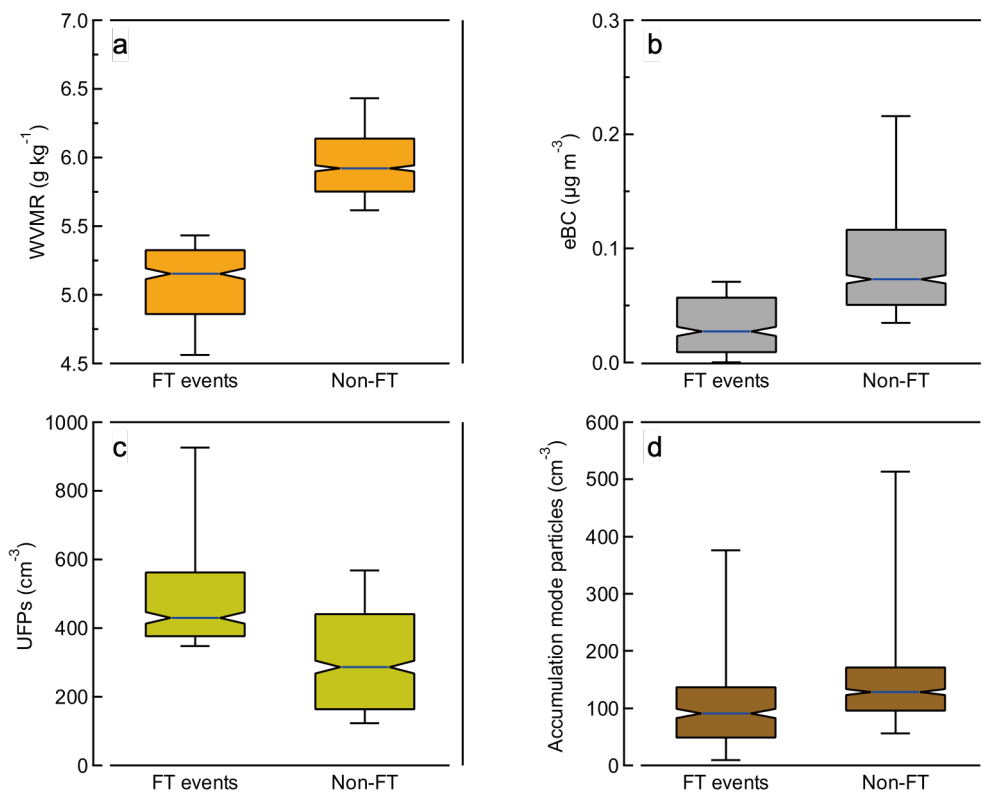 a
WVMR (g kg⁻¹)
7.0
6.5
6.0
5.5
5.0
4.5
FT events
Non-FT
b
eBC (µg m⁻³)
0.3
0.2
0.1
0.0
FT events
Non-FT
c
UFPs (cm⁻³)
1000
800
600
400
200
0
FT events
Non-FT
d
Accumulation mode particles (cm⁻³)
600
500
400
300
200
100
0
FT events
Non-FT